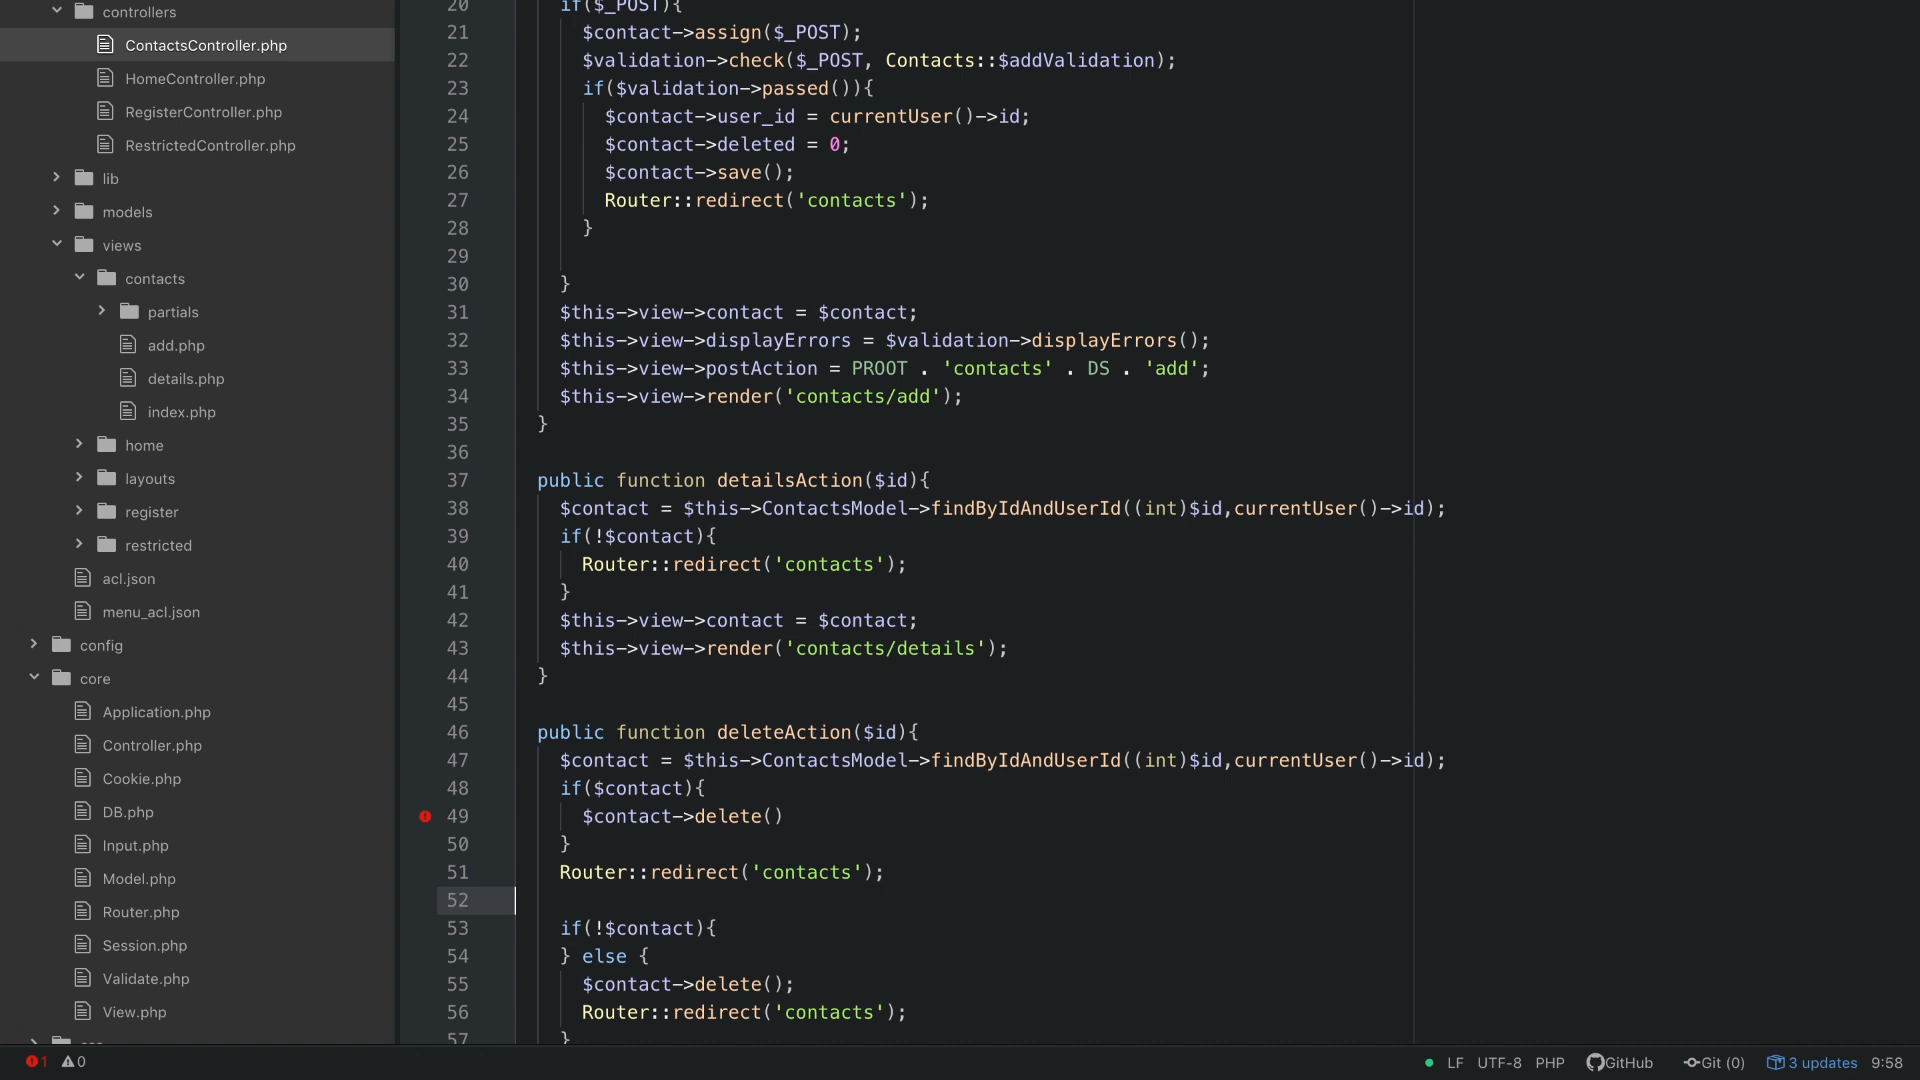 controllers
ContactsController.php
HomeController.php
RegisterController.php
RestrictedController.php
lib
models
views
contacts
partials
add.php
details.php
index.php
home
layouts
register
restricted
acl.json
menu_acl.json
config
core
Application.php
Controller.php
Cookie.php
DB.php
Input.php
Model.php
Router.php
Session.php
Validate.php
View.php
20 if($_POST){
21 $contact->assign($_POST);
22 $validation->check($_POST, Contacts::$addValidation);
23 if($validation->passed()){
24 $contact->user_id = currentUser()->id;
25 $contact->deleted = 0;
26 $contact->save();
27 Router::redirect('contacts');
28 }
29
30 }
31 $this->view->contact = $contact;
32 $this->view->displayErrors = $validation->displayErrors();
33 $this->view->postAction = PROOT . 'contacts' . DS . 'add';
34 $this->view->render('contacts/add');
35 }
36
37 public function detailsAction($id){
38 $contact = $this->ContactsModel->findByIdAndUserId((int)$id,currentUser()->id);
39 if(!$contact){
40 Router::redirect('contacts');
41 }
42 $this->view->contact = $contact;
43 $this->view->render('contacts/details');
44 }
45
46 public function deleteAction($id){
47 $contact = $this->ContactsModel->findByIdAndUserId((int)$id,currentUser()->id);
48 if($contact){
49 $contact->delete()
50 }
51 Router::redirect('contacts');
52
53 if(!$contact){
54 } else {
55 $contact->delete();
56 Router::redirect('contacts');
57 }
1 0 LF UTF-8 PHP GitHub Git (0) 3 updates 9:58